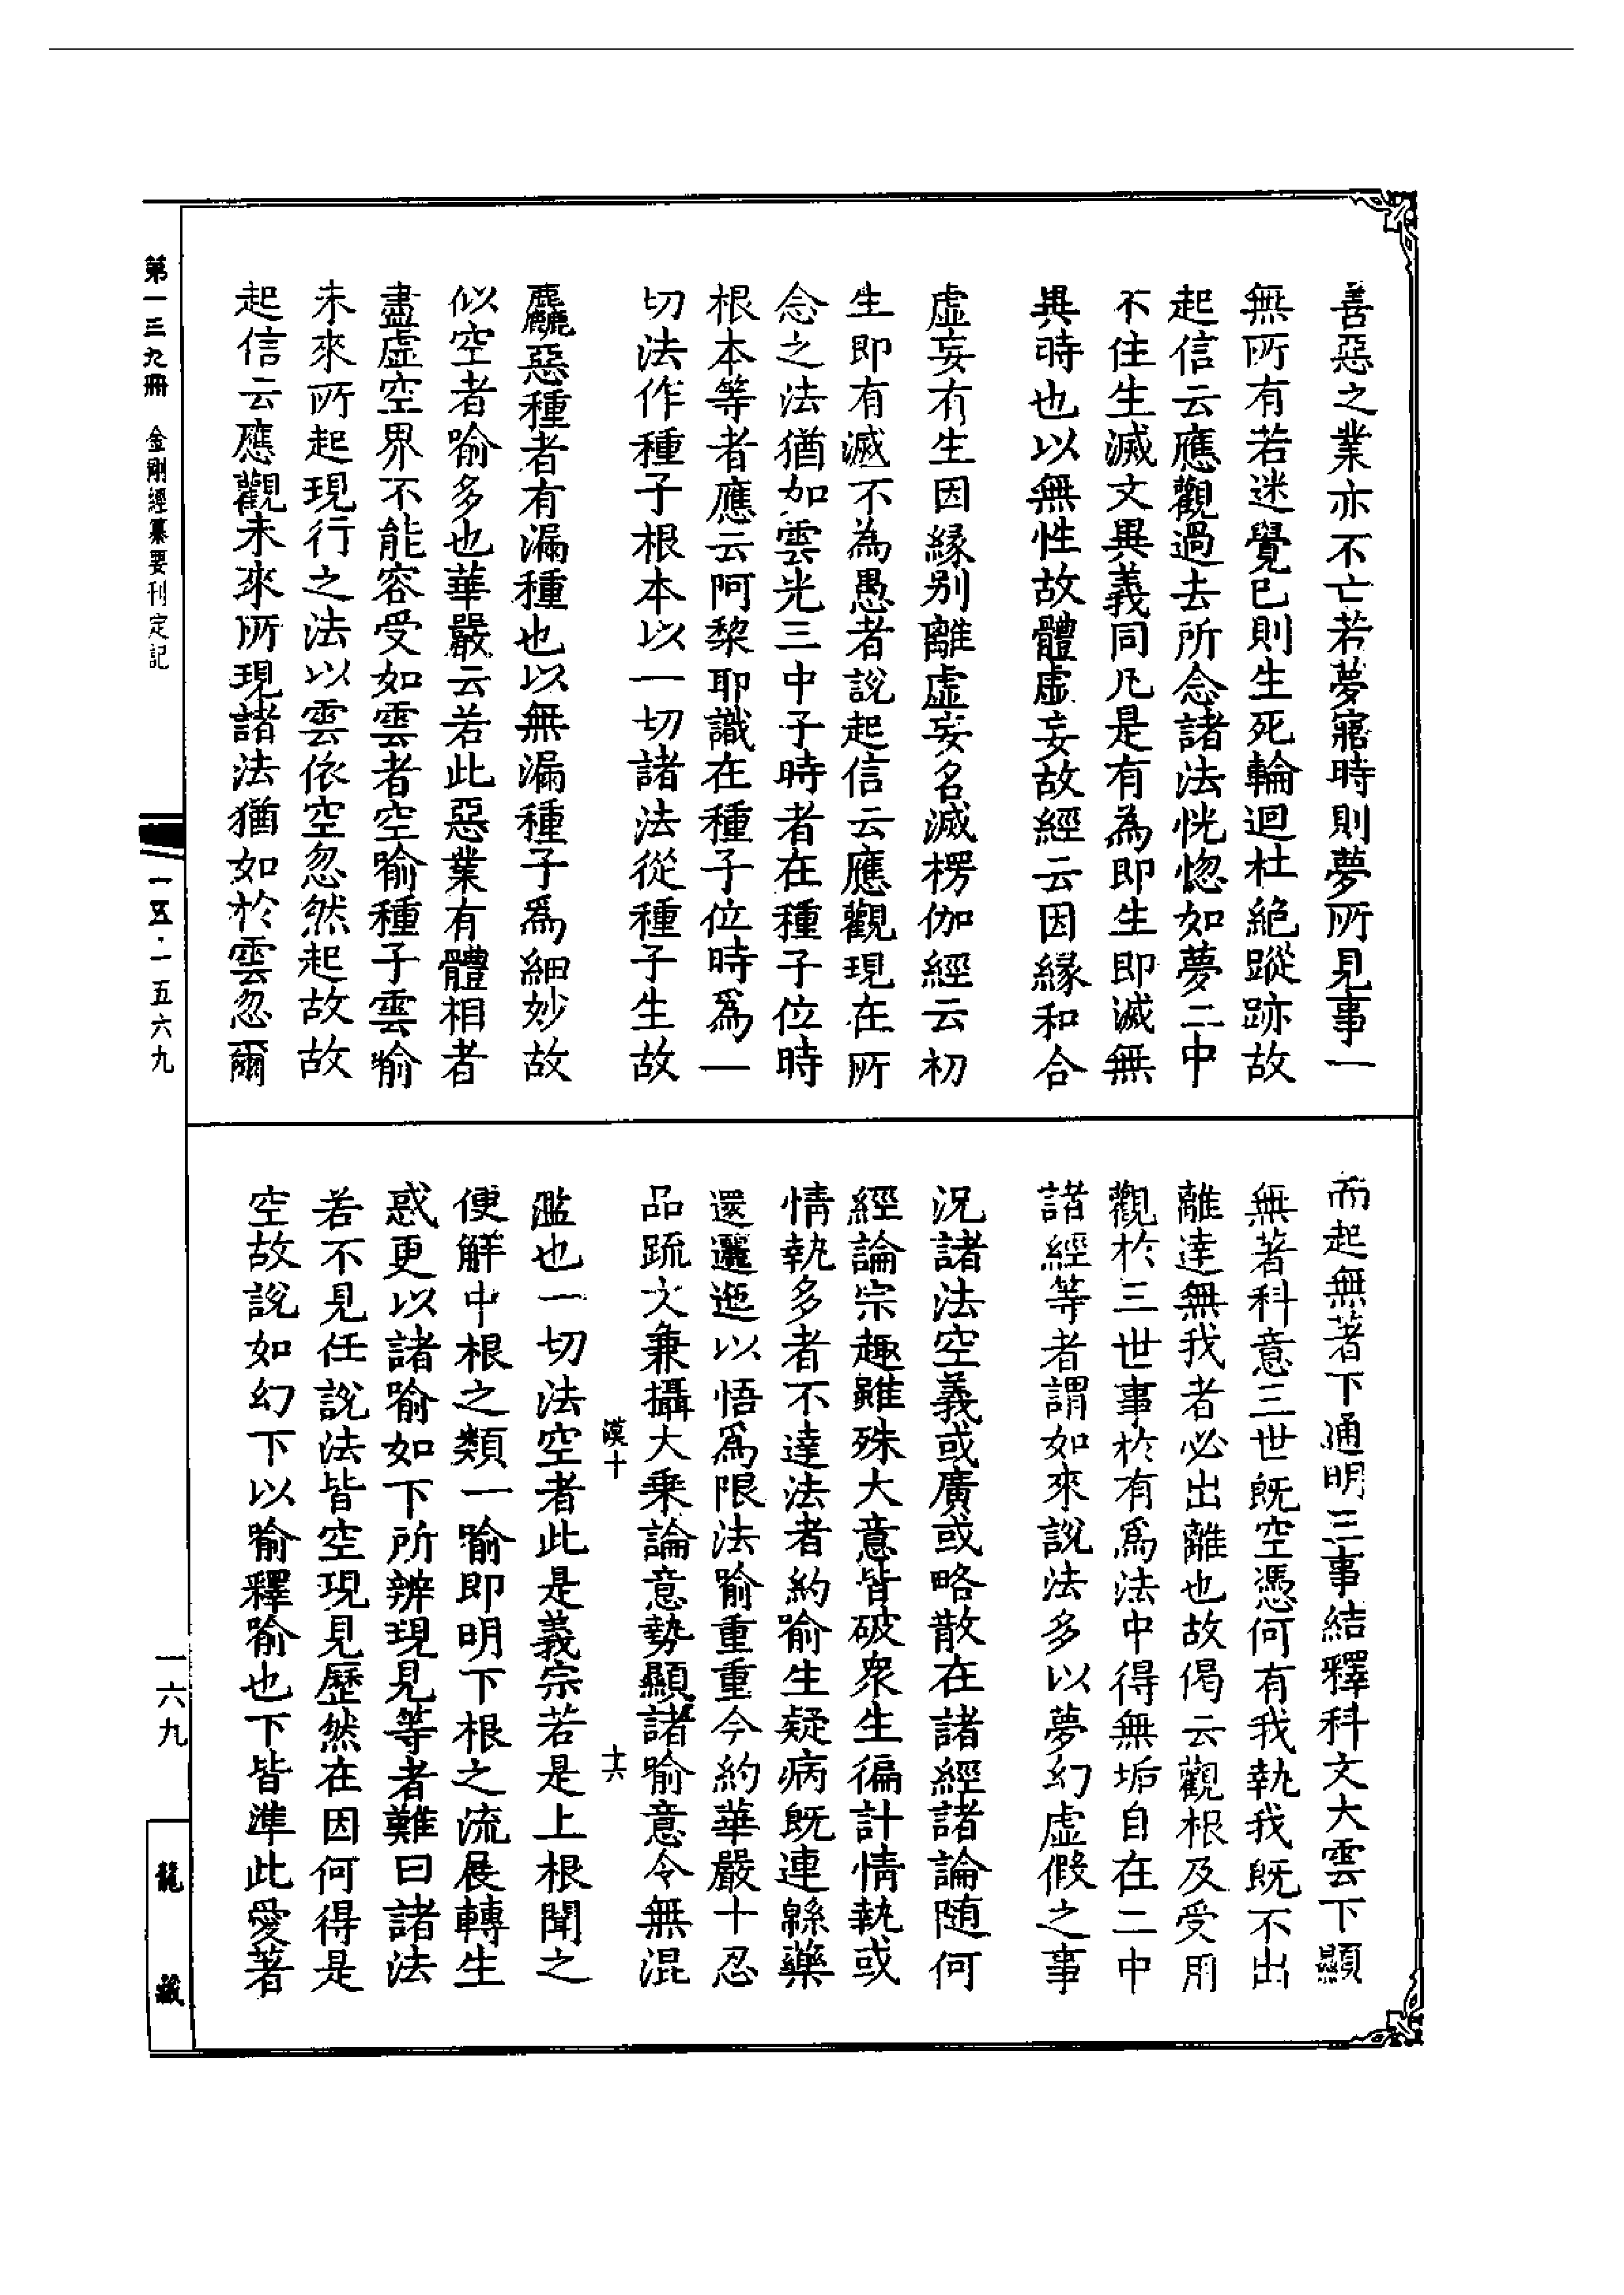 善惡之業亦不亡若夢寤時則夢所見事一
無所有若迷覺已則生死輪迴杜絕蹤跡故
起信云應觀過去所念諸法恍惚如夢二中
不住生滅文異義同凡是有為即生即滅無
異時也以無性故體虛妄故經云因緣和合
虛妄有生因緣別離虛妄名滅楞伽經云初
生即有滅不為愚者說起信云應觀現在所
念之法猶如雲光三中子時者在種子位時
根本等者應云阿黎耶識在種子位時爲一
切法作種子根本以一切諸法從種子生故
麤惡種者有漏種也以無漏種子爲細妙故
似空者喻多也華嚴云若此惡業有體相者
盡虛空界不能容受如雲者空喻種子雲喻
未來所起現行之法以雲依空忽然起故故
起信云應觀未來所現諸法猶如於雲忽爾
而起無著下通明三事結釋科文大雲下顯
無著科意三世既空憑何有我執我既不出
離達無我者必出離也故偈云觀根及受用
觀於三世事於有爲法中得無垢自在二中
諸經等者謂如來說法多以夢幻虛假之事
況諸法空義或廣或略散在諸經諸論随何
經論宗趣雖殊大意皆破衆生徧計情執或
情執多者不達法者約喻生疑病既連緜藥
還邐迤以悟爲限法喻重重今約華嚴十忍
品䟽文兼攝大乘論意勢顯諸喻意令無混
漠十
十六
濫也一切法空者此是義宗若是上根聞之
便解中根之類一喻即明下根之流展轉生
惑更以諸喻如下所辨現見等者難曰諸法
若不見任說法皆空現見歷然在因何得是
空故說如幻下以喻釋喻也下皆準此愛著
第一三九冊
金剛經纂要刊定記
一五·一五六九
一六九
龍藏